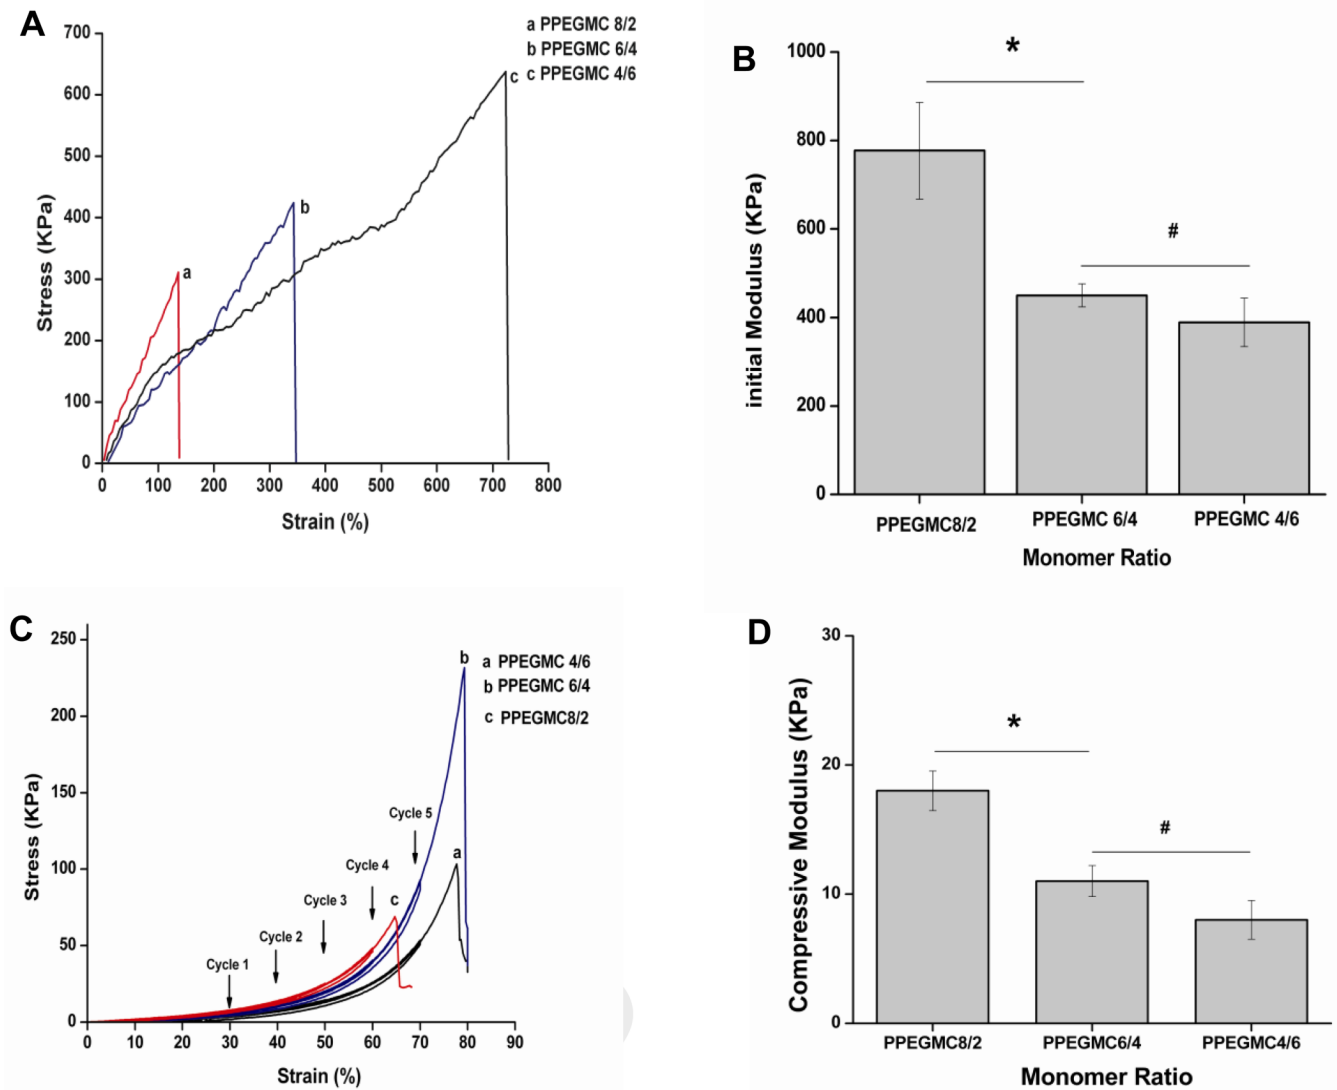 A
a PPEGMC 8/2
b PPEGMC 6/4
c PPEGMC 4/6
700
600
500
400
300
200
100
0
Stress (KPa)
a
b
c
0 100 200 300 400 500 600 700 800
Strain (%)
B
1000
800
600
400
200
0
initial Modulus (KPa)
*
#
PPEGMC8/2 PPEGMC 6/4 PPEGMC 4/6
Monomer Ratio
C
a PPEGMC 4/6
b PPEGMC 6/4
c PPEGMC8/2
250
200
150
100
50
0
Stress (KPa)
b
a
c
Cycle 5
Cycle 4
Cycle 3
Cycle 2
Cycle 1
0 10 20 30 40 50 60 70 80 90
Strain (%)
D
30
20
10
0
Compressive Modulus (KPa)
*
#
PPEGMC8/2 PPEGMC6/4 PPEGMC4/6
Monomer Ratio